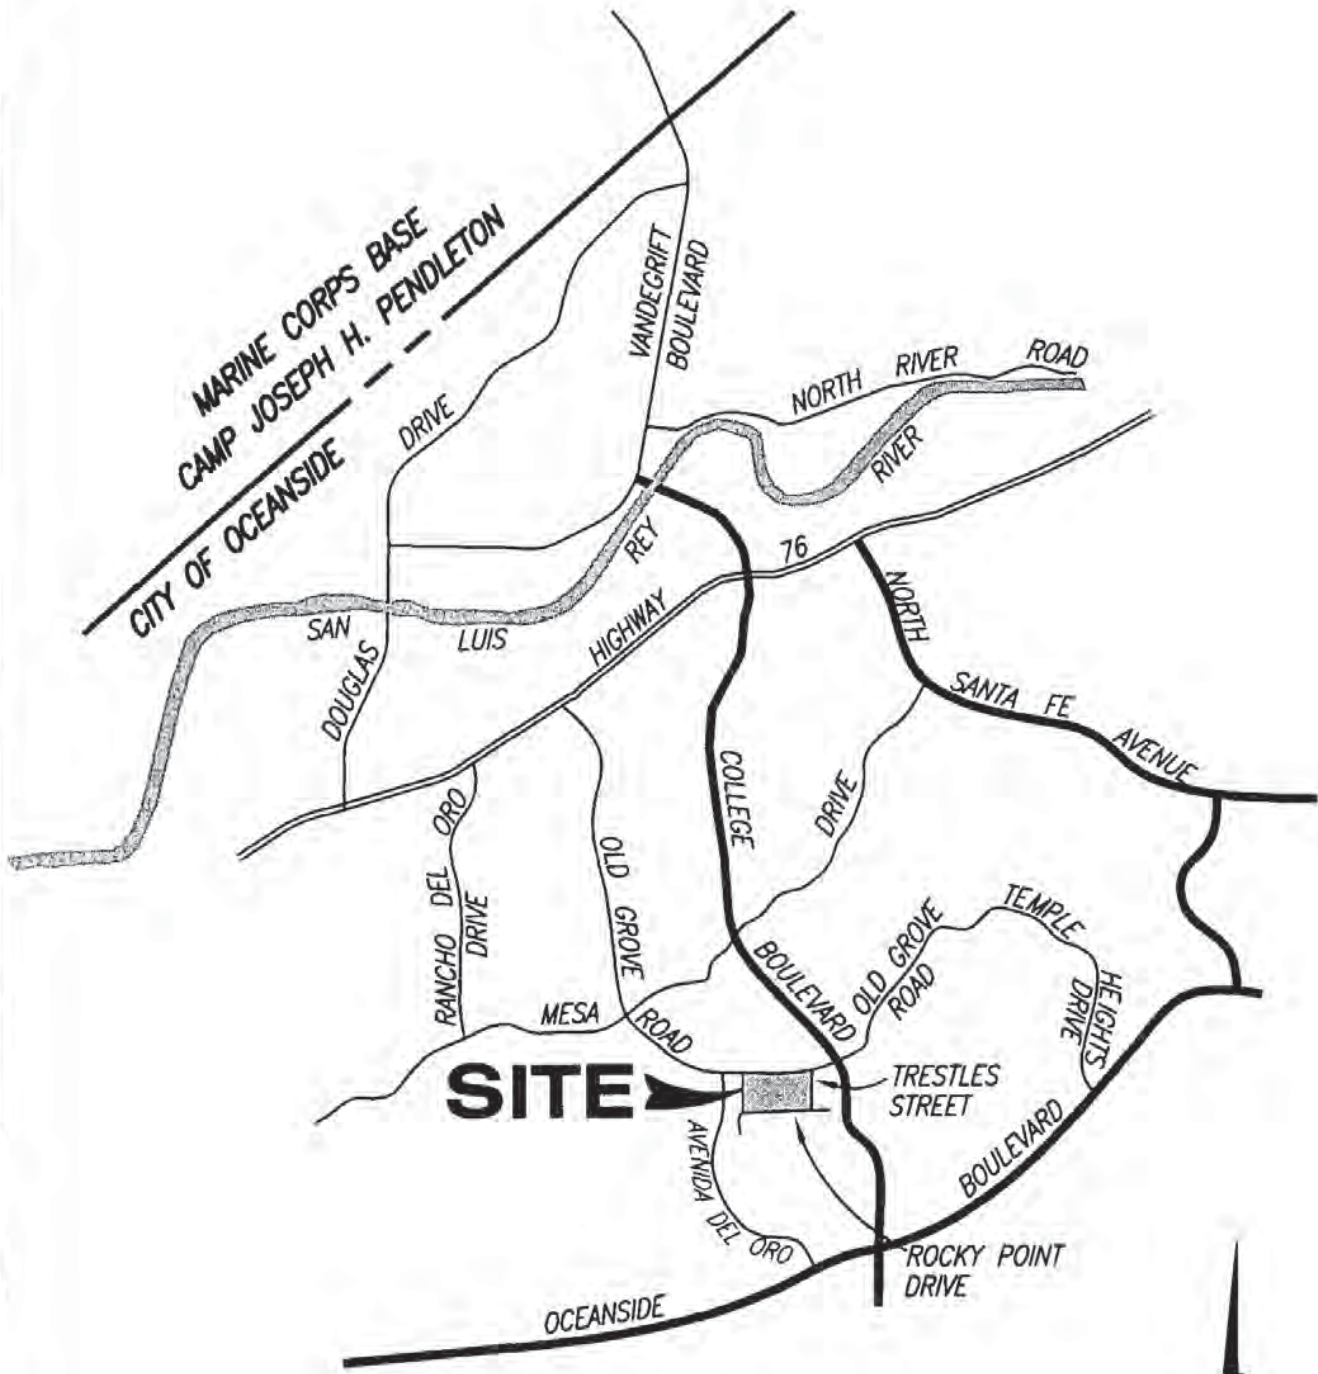 MARINE CORPS BASE
CAMP JOSEPH H. PENDLETON
CITY OF OCEANSIDE
VANDEGRIFT
BOULEVARD
DRIVE
NORTH RIVER ROAD
RIVER
REY
76
HIGHWAY
SAN LUIS
DOUGLAS
NORTH
SANTA FE
AVENUE
COLLEGE
DRIVE
ORO
RANCHO DEL
DRIVE
OLD GROVE
TEMPLE
HEIGHTS
DRIVE
OLD GROVE
ROAD
BOULEVARD
MESA
ROAD
SITE
TRESTLES
STREET
AVENIDA DEL ORO
BOULEVARD
ROCKY POINT
DRIVE
OCEANSIDE